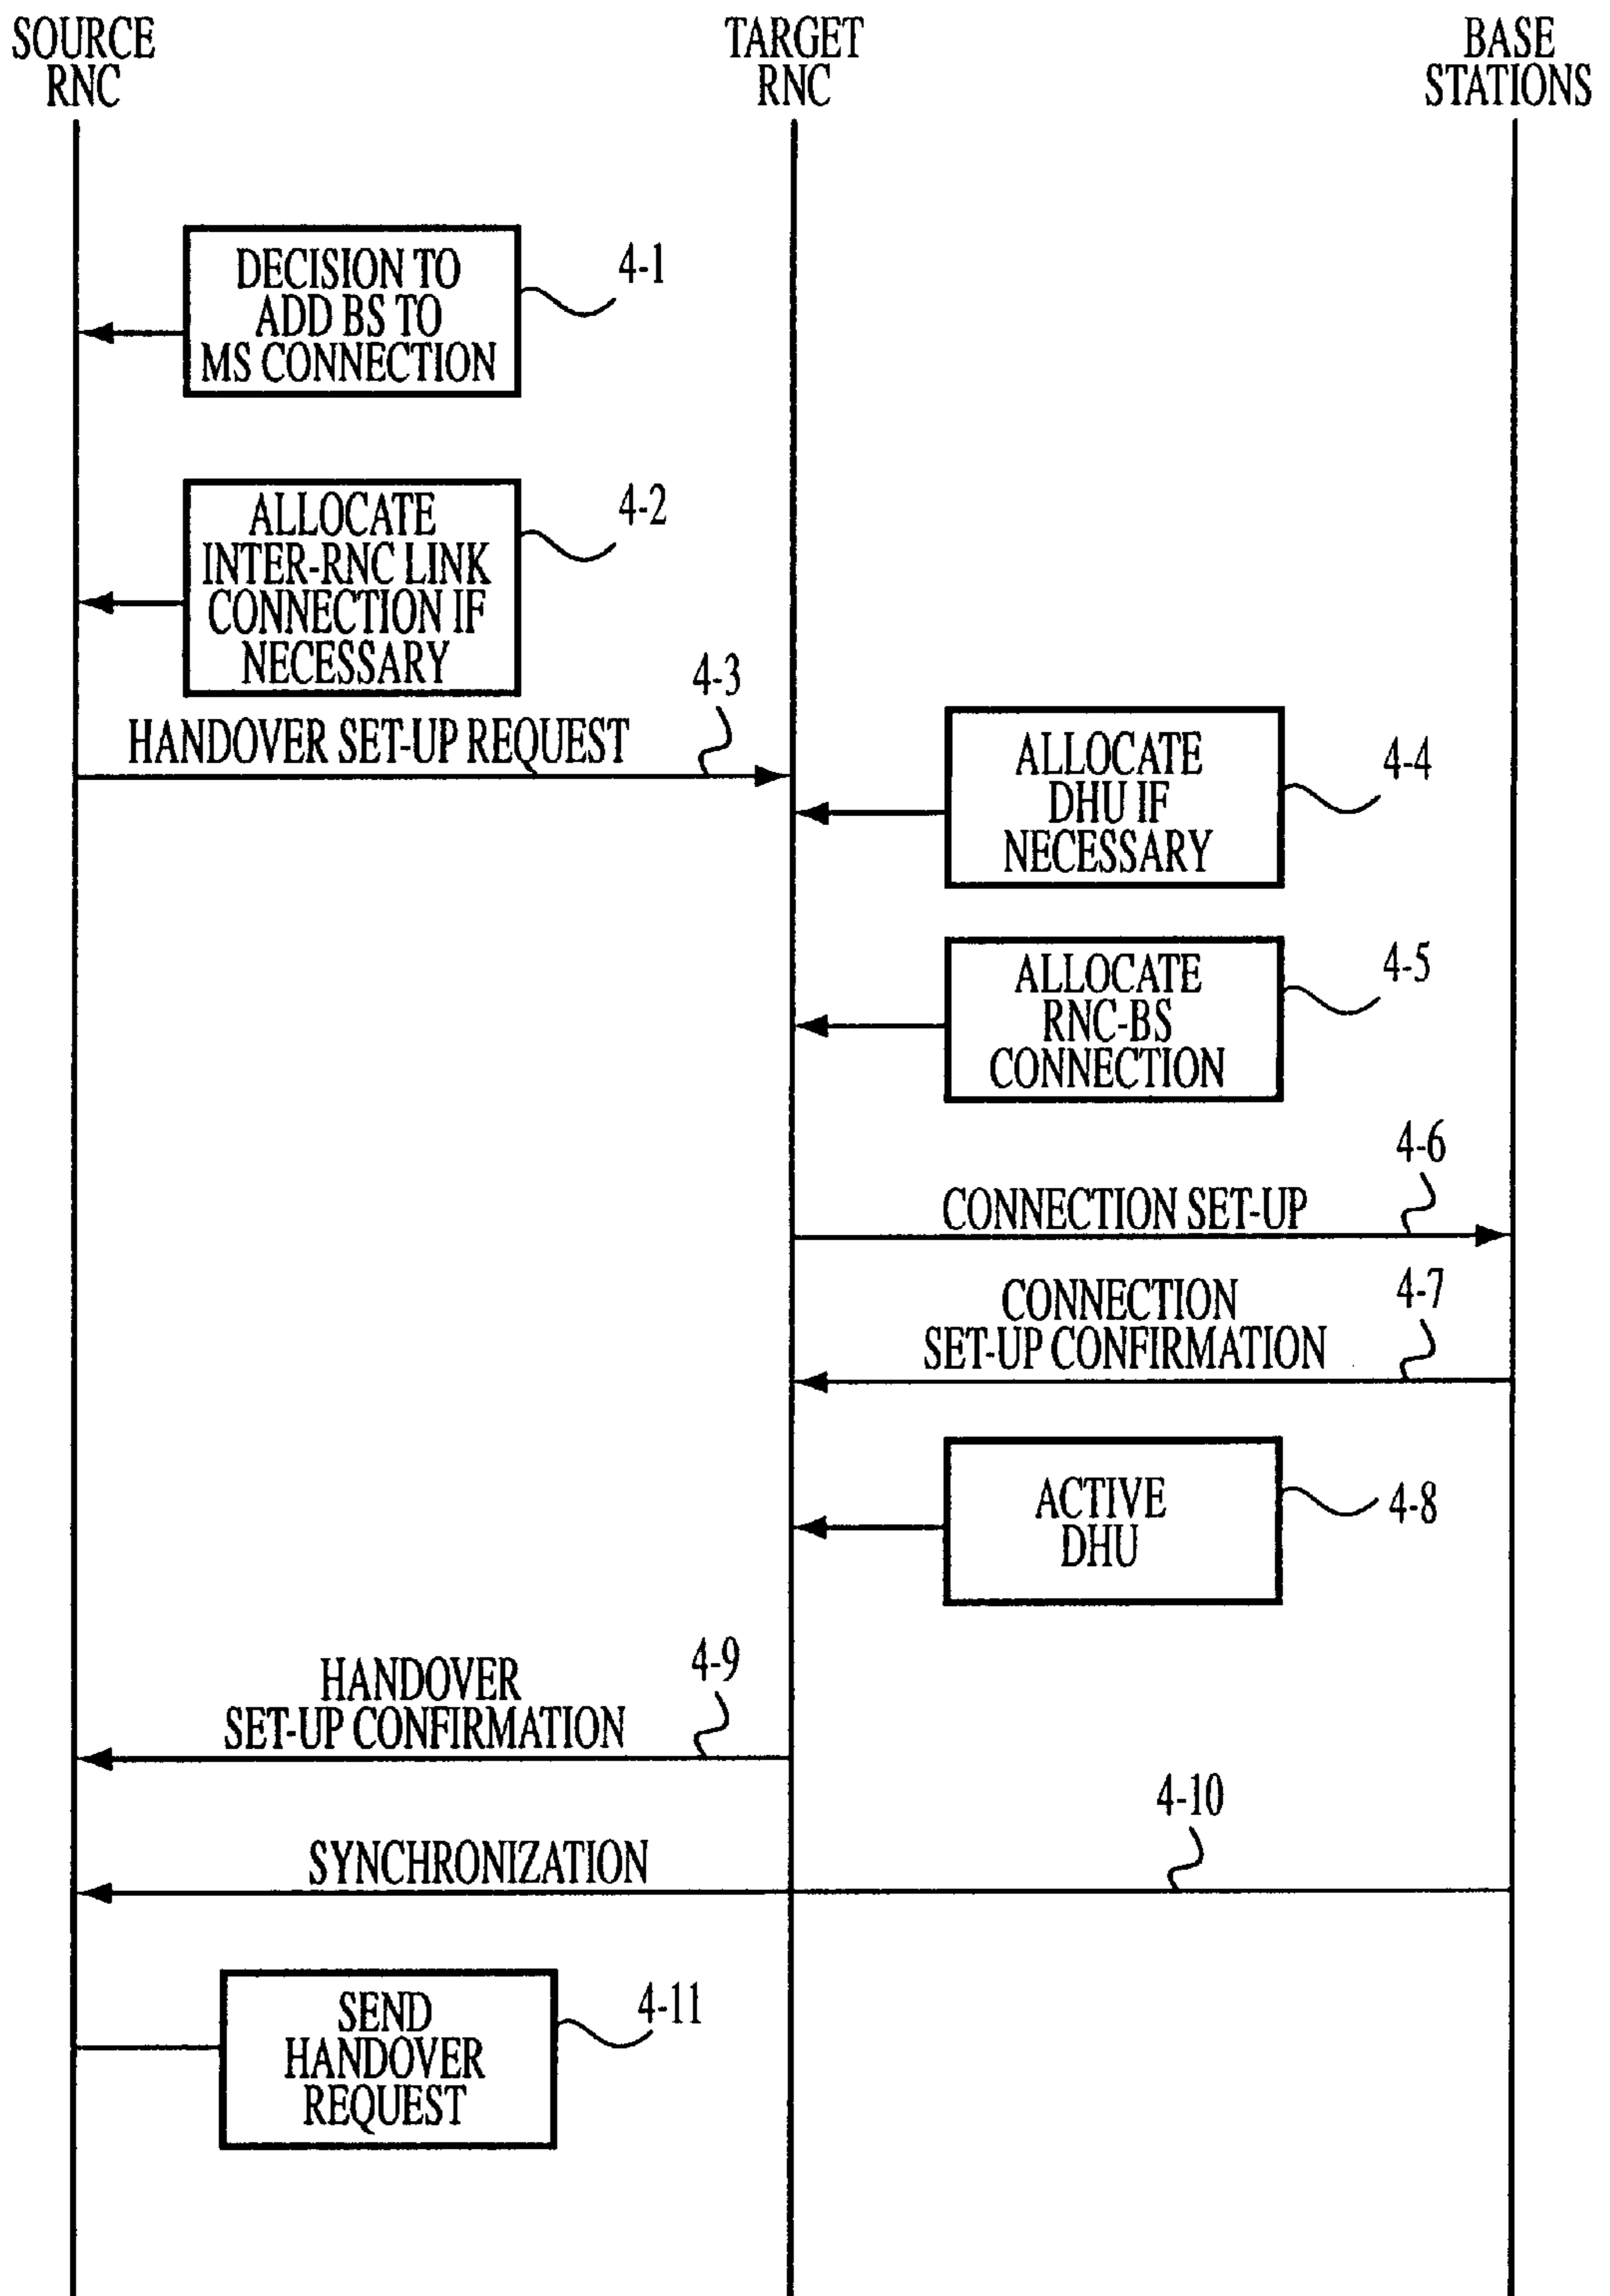 SOURCE
RNC
TARGET
RNC
BASE
STATIONS
DECISION TO
ADD BS TO
MS CONNECTION
4-1
ALLOCATE
INTER-RNC LINK
CONNECTION IF
NECESSARY
4-2
HANDOVER SET-UP REQUEST
4-3
ALLOCATE
DHU IF
NECESSARY
4-4
ALLOCATE
RNC-BS
CONNECTION
4-5
CONNECTION SET-UP
4-6
CONNECTION
SET-UP CONFIRMATION
4-7
ACTIVE
DHU
4-8
HANDOVER
SET-UP CONFIRMATION
4-9
SYNCHRONIZATION
4-10
SEND
HANDOVER
REQUEST
4-11